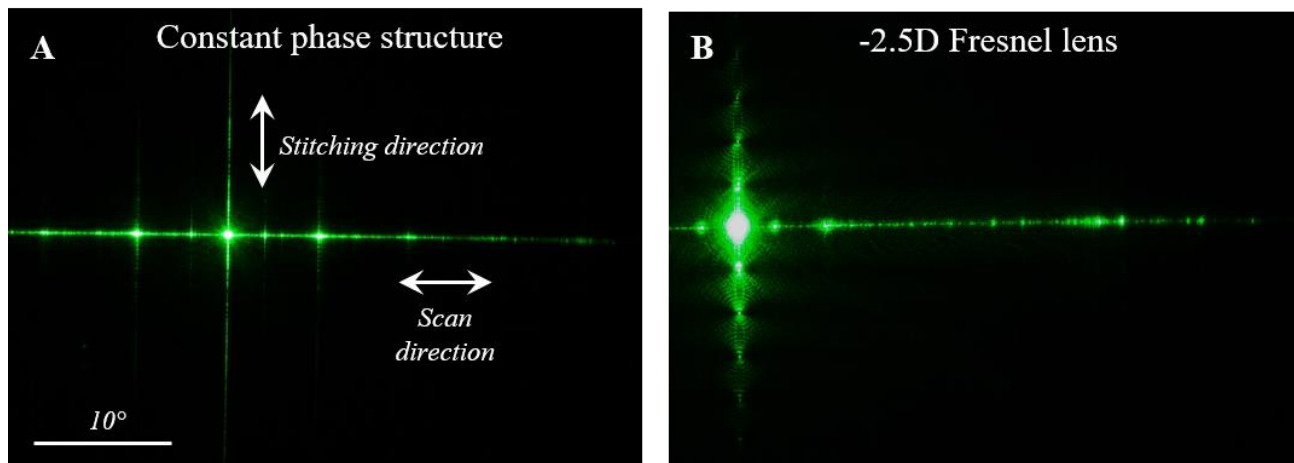 A
Constant phase structure
Stitching direction
Scan
direction
10°
B
-2.5D Fresnel lens